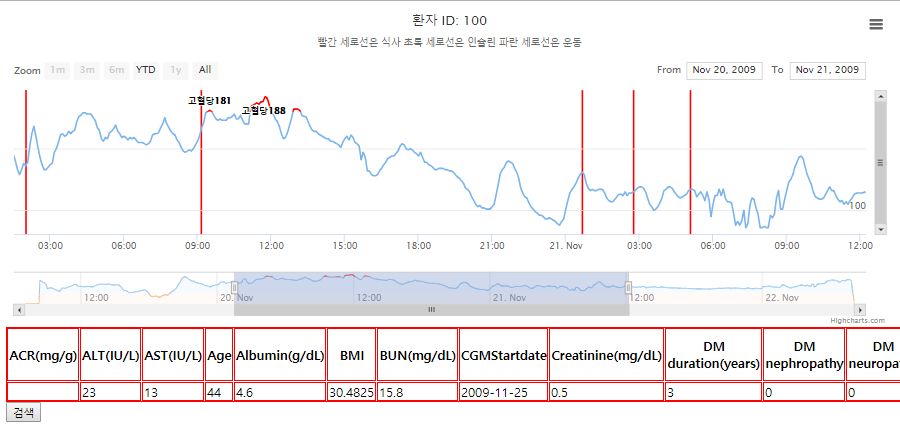 환자 ID: 100
빨간 세로선은 식사 초록 세로선은 인슐린 파란 세로선은 운동
Zoom 1m 3m 6m YTD 1y All From Nov 20, 2009 To Nov 21, 2009
고혈당181
고혈당188
100
03:00 06:00 09:00 12:00 15:00 18:00 21:00 21. Nov 03:00 06:00 09:00 12:00
12:00 20. Nov 12:00 21. Nov 12:00 22. Nov
Highcharts.com
ACR(mg/g) ALT(IU/L) AST(IU/L) Age Albumin(g/dL) BMI BUN(mg/dL) CGMStartdate Creatinine(mg/dL) DM duration(years) DM nephropathy DM neuropa
23 13 44 4.6 30.4825 15.8 2009-11-25 0.5 3 0 0
검색